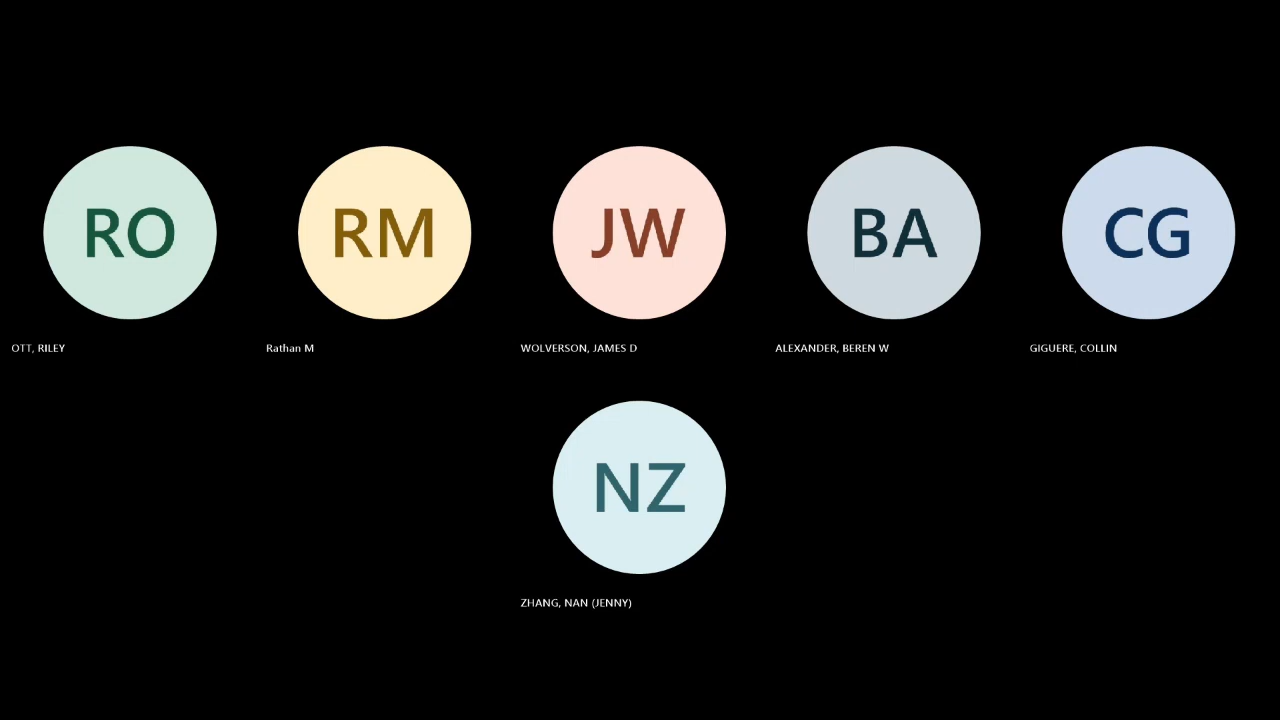 RO
RM
JW
BA
CG
OTT, RILEY
Rathan M
WOLVERSON, JAMES D
ALEXANDER, BEREN W
GIGUERE, COLLIN
NZ
ZHANG, NAN (JENNY)